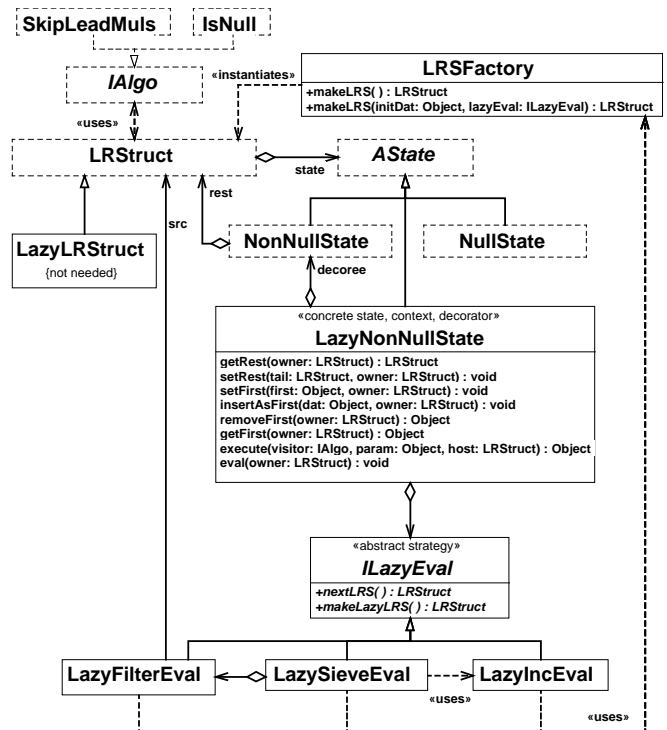 SkipLeadMuls
IsNull
IAlgo
«instantiates»
LRSFactory
+makeLRS( ) : LRStruct
+makeLRS(initDat: Object, lazyEval: ILazyEval) : LRStruct
«uses»
LRStruct
state
AState
rest
src
LazyLRStruct
{not needed}
NonNullState
NullState
decoree
«concrete state, context, decorator»
LazyNonNullState
getRest(owner: LRStruct) : LRStruct
setRest(tail: LRStruct, owner: LRStruct) : void
setFirst(first: Object, owner: LRStruct) : void
insertAsFirst(dat: Object, owner: LRStruct) : void
removeFirst(owner: LRStruct) : Object
getFirst(owner: LRStruct) : Object
execute(visitor: IAlgo, param: Object, host: LRStruct) : Object
eval(owner: LRStruct) : void
«abstract strategy»
ILazyEval
+nextLRS( ) : LRStruct
+makeLazyLRS( ) : LRStruct
LazyFilterEval
LazySieveEval
LazyIncEval
«uses»
«uses»